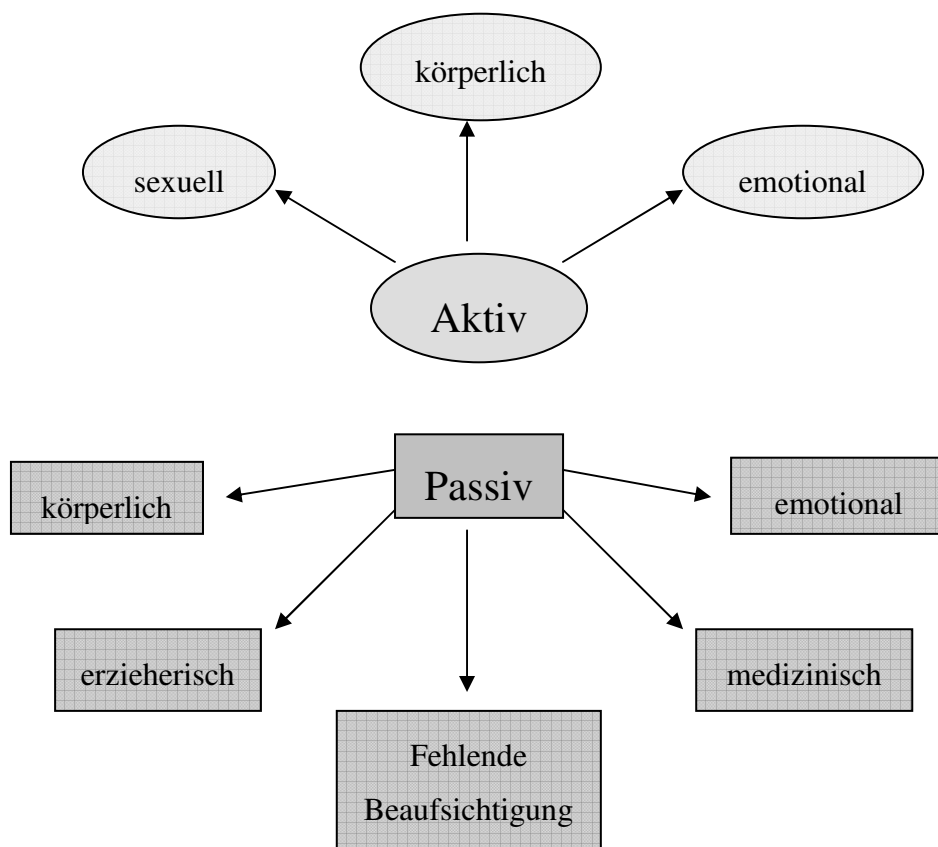 körperlich
sexuell
emotional
Aktiv
Passiv
körperlich
emotional
erzieherisch
medizinisch
Fehlende
Beaufsichtigung